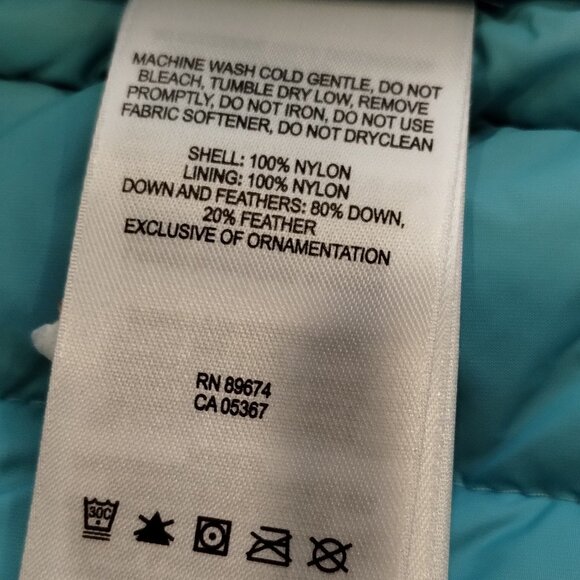 MACHINE WASH COLD GENTLE, DO NOT
BLEACH, TUMBLE DRY LOW, REMOVE
PROMPTLY, DO NOT IRON, DO NOT USE
FABRIC SOFTENER, DO NOT DRYCLEAN
SHELL: 100% NYLON
LINING: 100% NYLON
DOWN AND FEATHERS: 80% DOWN,
20% FEATHER
EXCLUSIVE OF ORNAMENTATION
RN 89674
CA 05367
30C